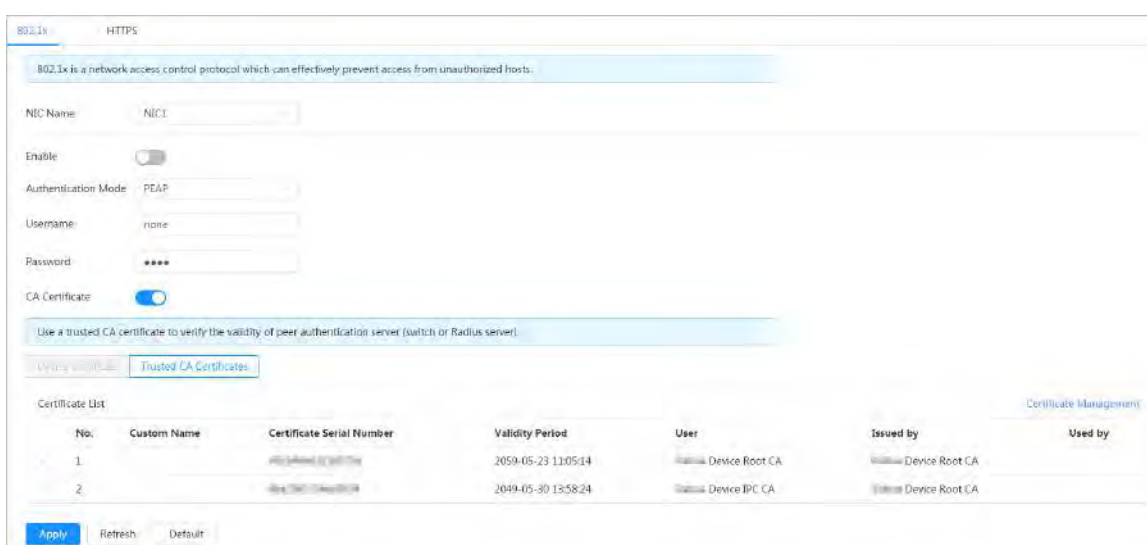 802.1x HTTPS
802.1x is a network access control protocol which can effectively prevent access from unauthorized hosts.
NIC Name NIC1
Enable
Authentication Mode PEAP
Username none
Password ●●●●
CA Certificate
Use a trusted CA certificate to verify the validity of peer authentication server (switch or Radius server).
Trusted CA Certificates
Certificate List Certificate Management
No. Custom Name Certificate Serial Number Validity Period User Issued by Used by
1 2059-05-23 11:05:14 Device Root CA Device Root CA
2 2049-05-30 13:58:24 Device IPC CA Device Root CA
Apply Refresh Default